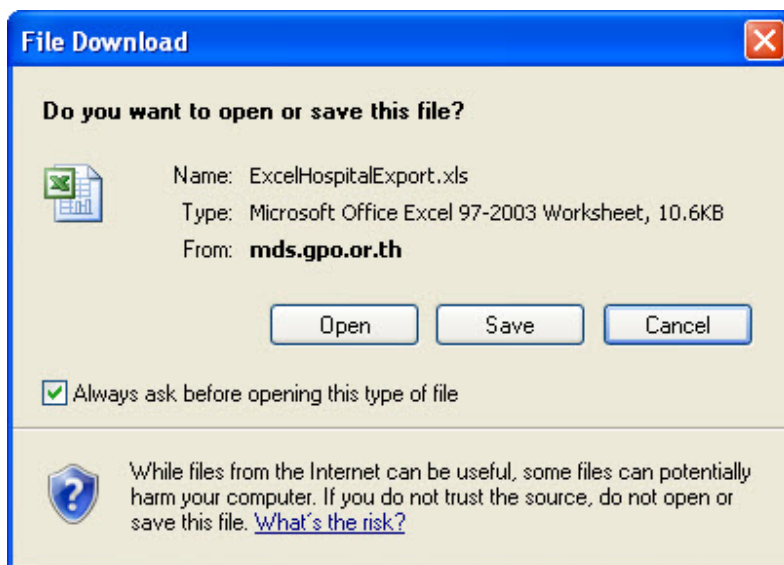 File Download
Do you want to open or save this file?
Name: ExcelHospitalExport.xls
Type: Microsoft Office Excel 97-2003 Worksheet, 10.6KB
From: mds.gpo.or.th
Open Save Cancel
Always ask before opening this type of file
While files from the Internet can be useful, some files can potentially
harm your computer. If you do not trust the source, do not open or
save this file. What's the risk?